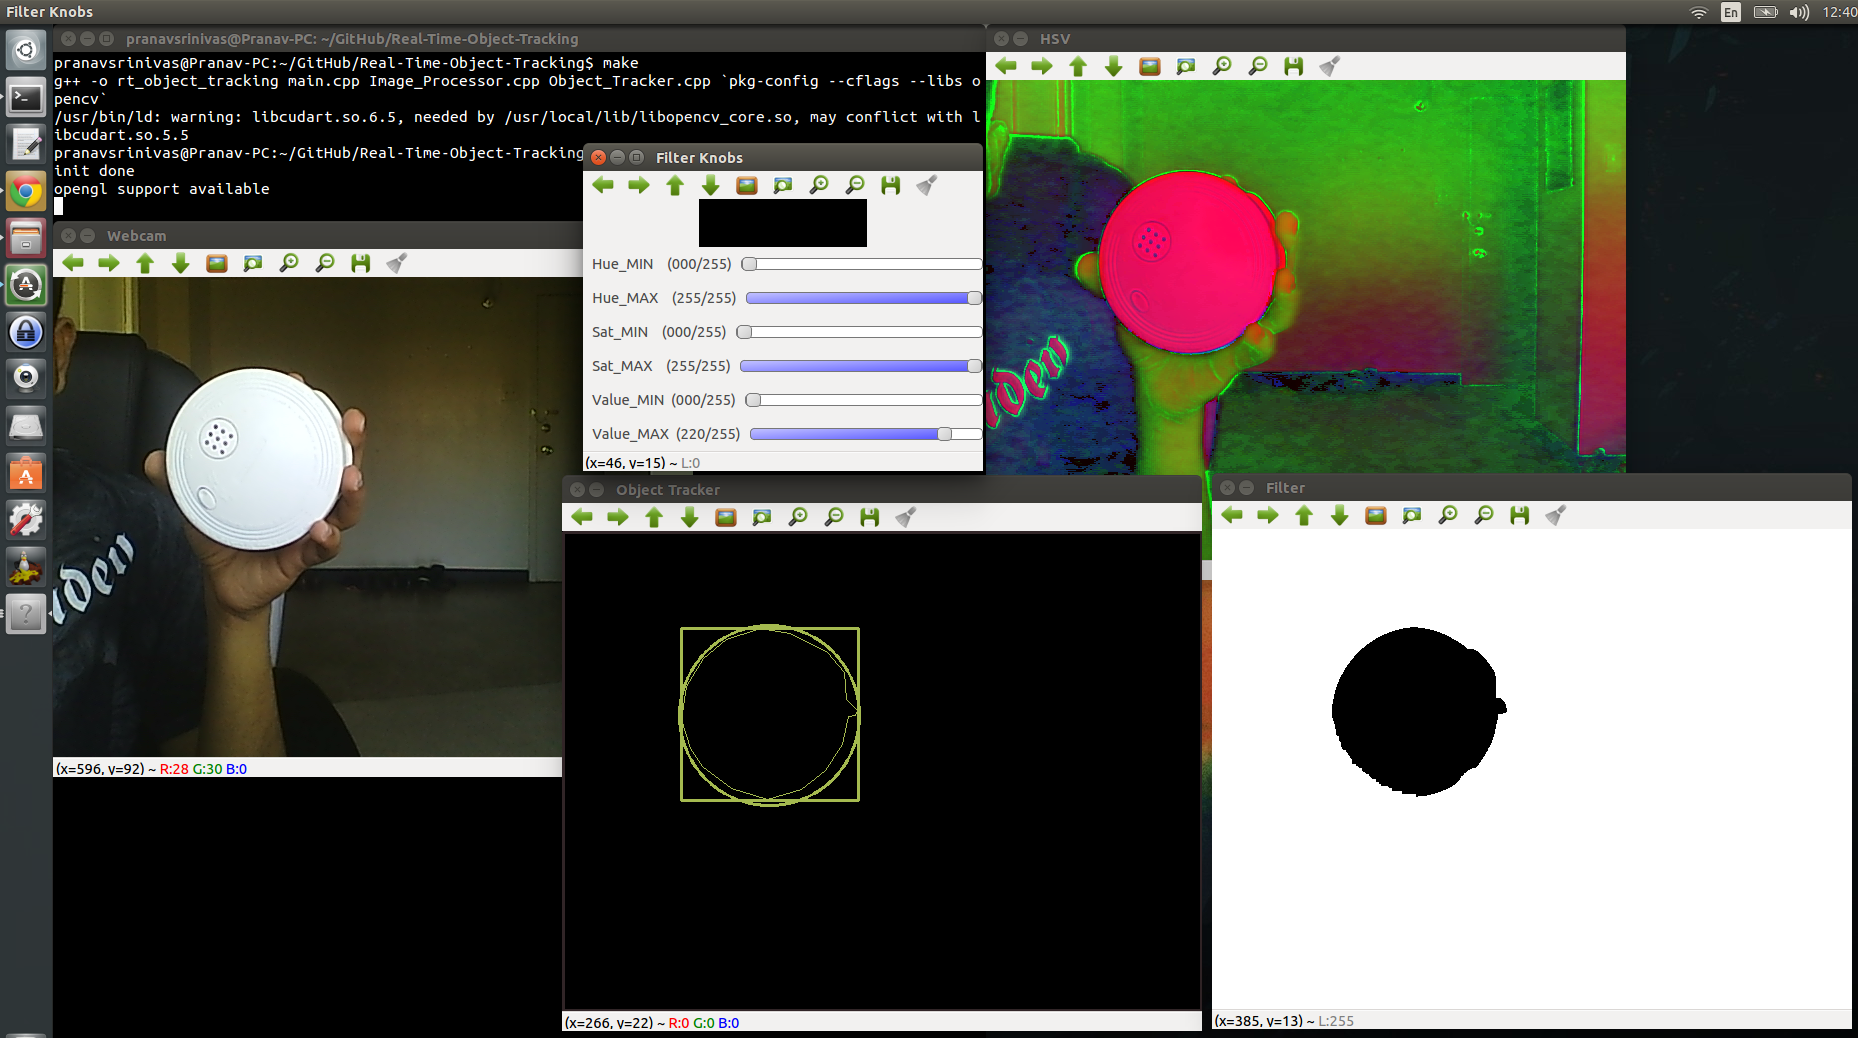 Filter Knobs
En
12:40
pranavsrinivas@Pranav-PC: ~/GitHub/Real-Time-Object-Tracking
pranavsrinivas@Pranav-PC:~/GitHub/Real-Time-Object-Tracking$ make
g++ -o rt_object_tracking main.cpp Image_Processor.cpp Object_Tracker.cpp `pkg-config --cflags --libs o
pencv`
/usr/bin/ld: warning: libcudart.so.6.5, needed by /usr/local/lib/libopencv_core.so, may conflict with l
ibcudart.so.5.5
pranavsrinivas@Pranav-PC:~/GitHub/Real-Time-Object-Tracking
init done
opengl support available
HSV
Filter Knobs
Hue_MIN (000/255)
Hue_MAX (255/255)
Sat_MIN (000/255)
Sat_MAX (255/255)
Value_MIN (000/255)
Value_MAX (220/255)
(x=46, y=15) ~ L:0
Webcam
iden
(x=596, y=92) ~ R:28 G:30 B:0
iden
Object Tracker
(x=266, y=22) ~ R:0 G:0 B:0
Filter
(x=385, y=13) ~ L:255